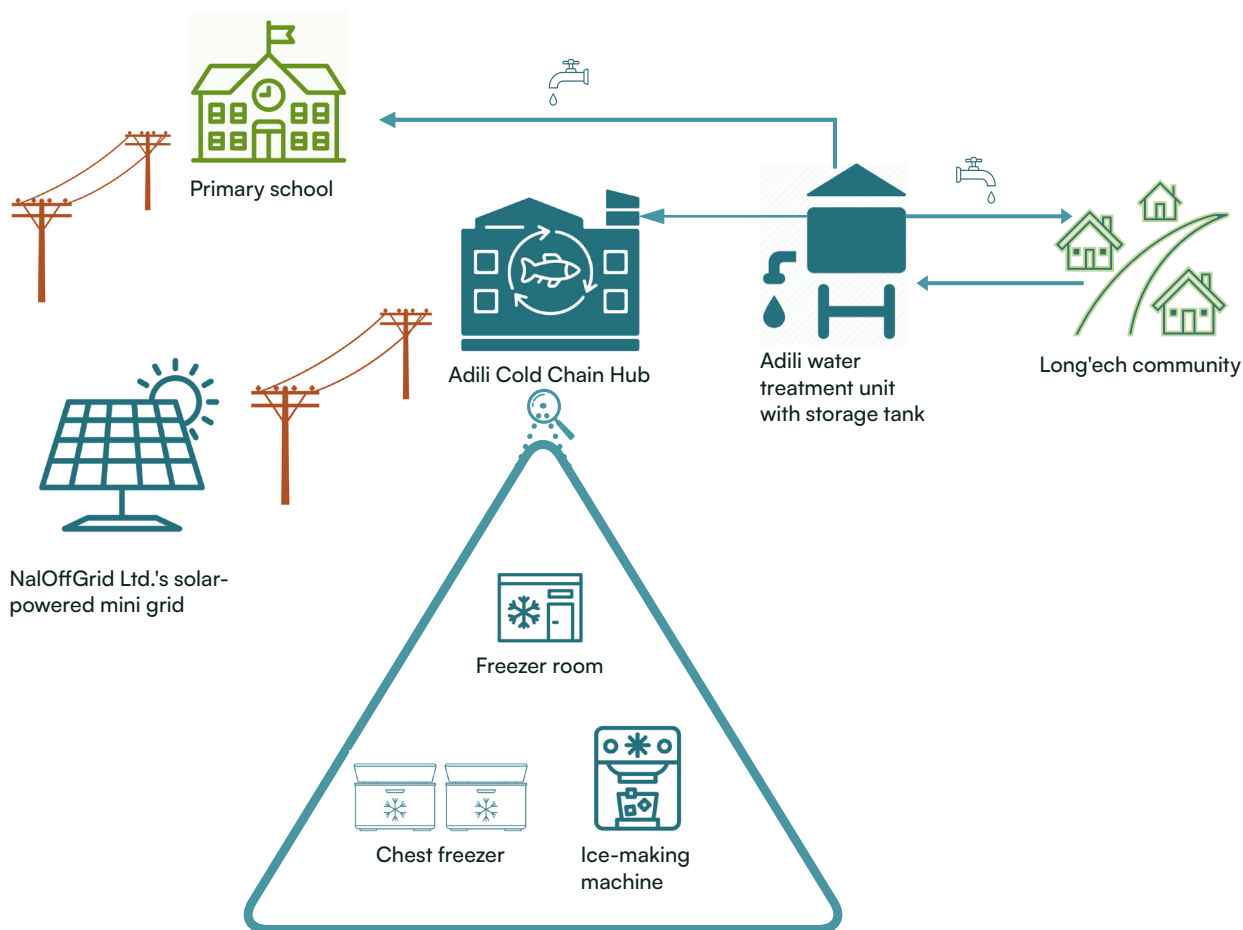 Primary school
Adili Cold Chain Hub
Adili water
treatment unit
with storage tank
Long'ech community
NalOffGrid Ltd.'s solar-
powered mini grid
Freezer room
Chest freezer
Ice-making
machine